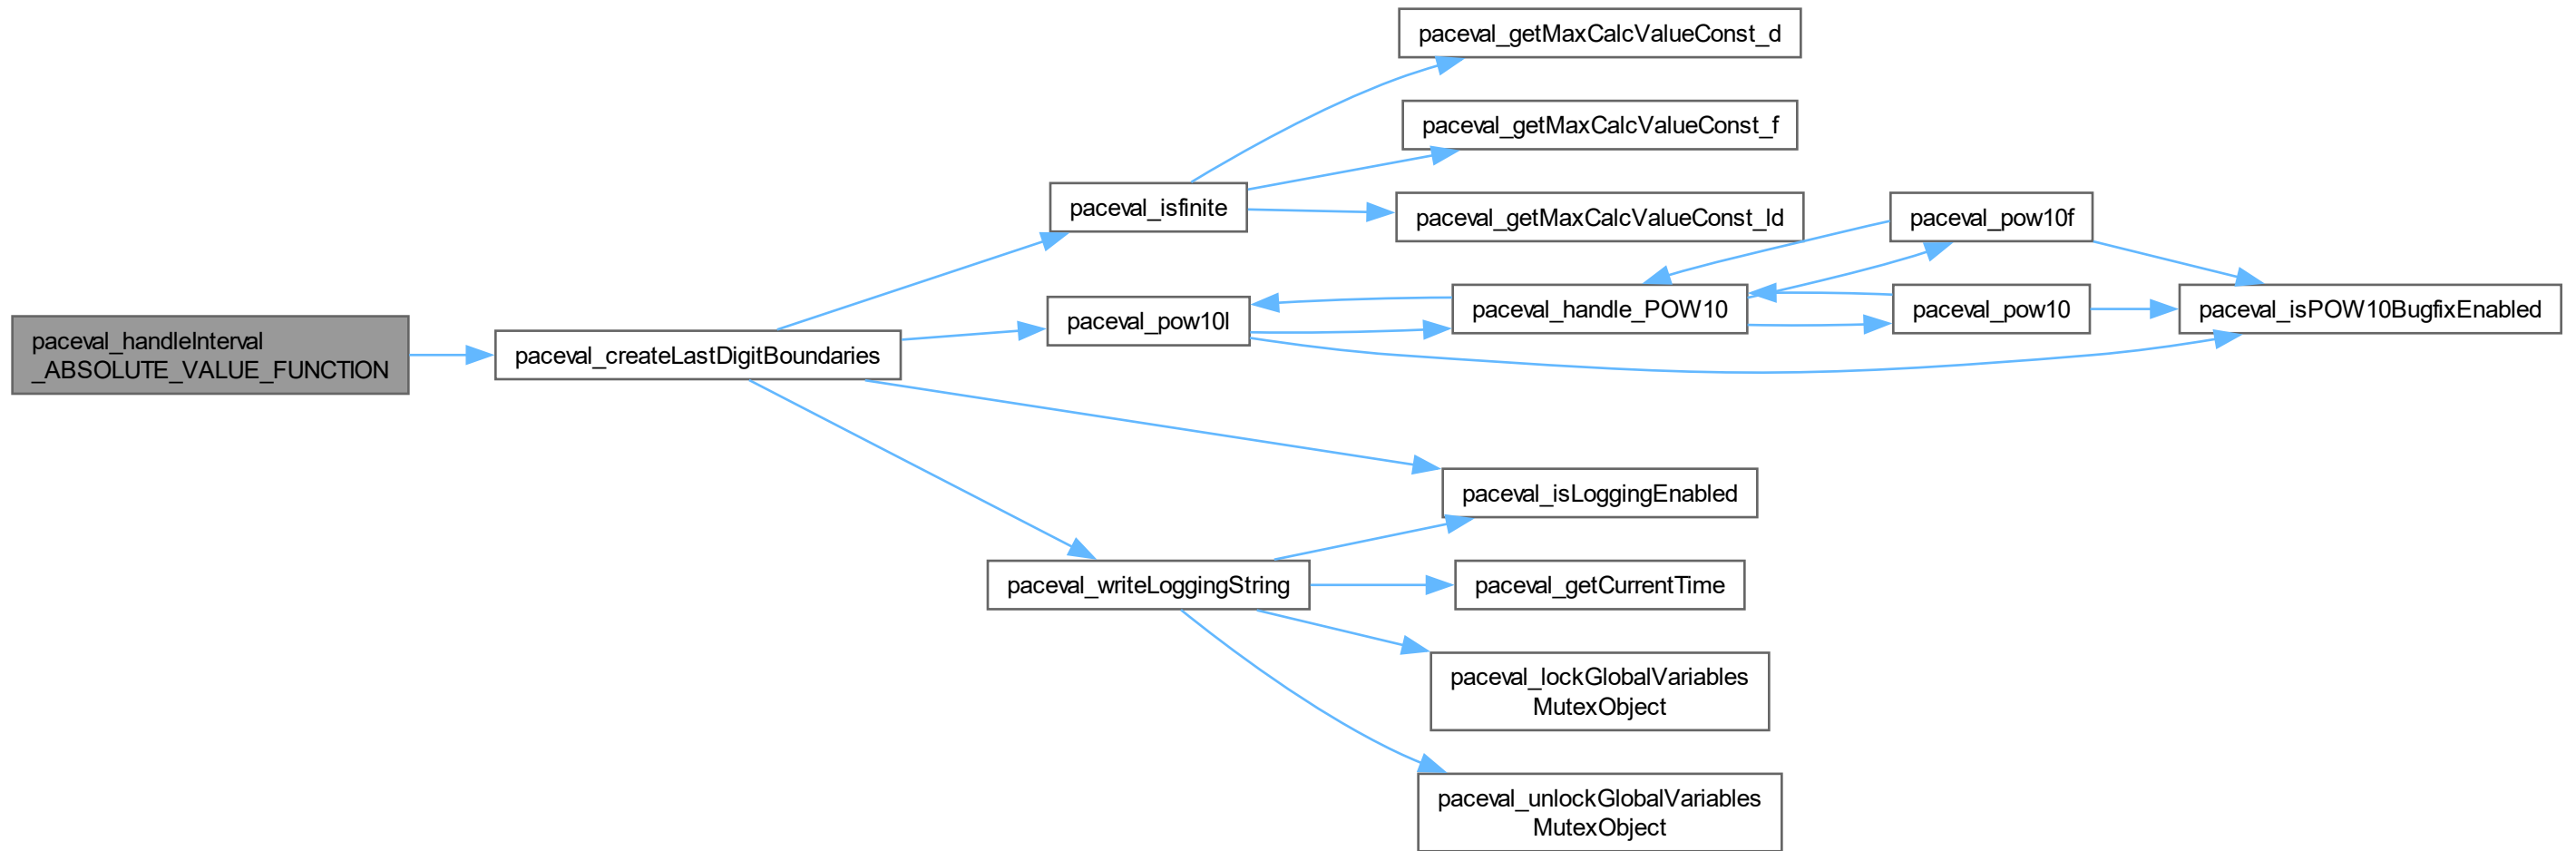 paceval_getMaxCalcValueConst_d
paceval_getMaxCalcValueConst_f
paceval_isfinite
paceval_getMaxCalcValueConst_ld
paceval_pow10f
paceval_handleInterval
_ABSOLUTE_VALUE_FUNCTION
paceval_createLastDigitBoundaries
paceval_pow10l
paceval_handle_POW10
paceval_pow10
paceval_isPOW10BugfixEnabled
paceval_isLoggingEnabled
paceval_writeLoggingString
paceval_getCurrentTime
paceval_lockGlobalVariables
MutexObject
paceval_unlockGlobalVariables
MutexObject